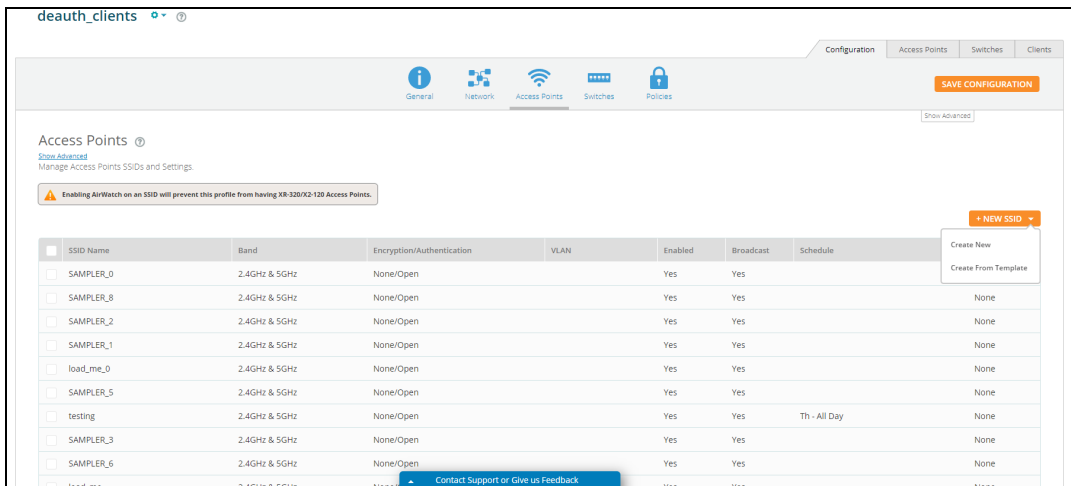 deauth_clients
Configuration Access Points Switches Clients
General Network Access Points Switches Policies
SAVE CONFIGURATION
Show Advanced
Access Points
Show Advanced
Manage Access Points SSIDs and Settings.
Enabling AirWatch on an SSID will prevent this profile from having XR-320/X2-120 Access Points.
+ NEW SSID
SSID Name Band Encryption/Authentication VLAN Enabled Broadcast Schedule
Create New
Create From Template
SAMPLER_0 2.4GHz & 5GHz None/Open Yes Yes
SAMPLER_8 2.4GHz & 5GHz None/Open Yes Yes None
SAMPLER_2 2.4GHz & 5GHz None/Open Yes Yes None
SAMPLER_1 2.4GHz & 5GHz None/Open Yes Yes None
load_me_0 2.4GHz & 5GHz None/Open Yes Yes None
SAMPLER_5 2.4GHz & 5GHz None/Open Yes Yes None
testing 2.4GHz & 5GHz None/Open Yes Yes Th - All Day None
SAMPLER_3 2.4GHz & 5GHz None/Open Yes Yes None
SAMPLER_6 2.4GHz & 5GHz None/Open Yes Yes None
Contact Support or Give us Feedback